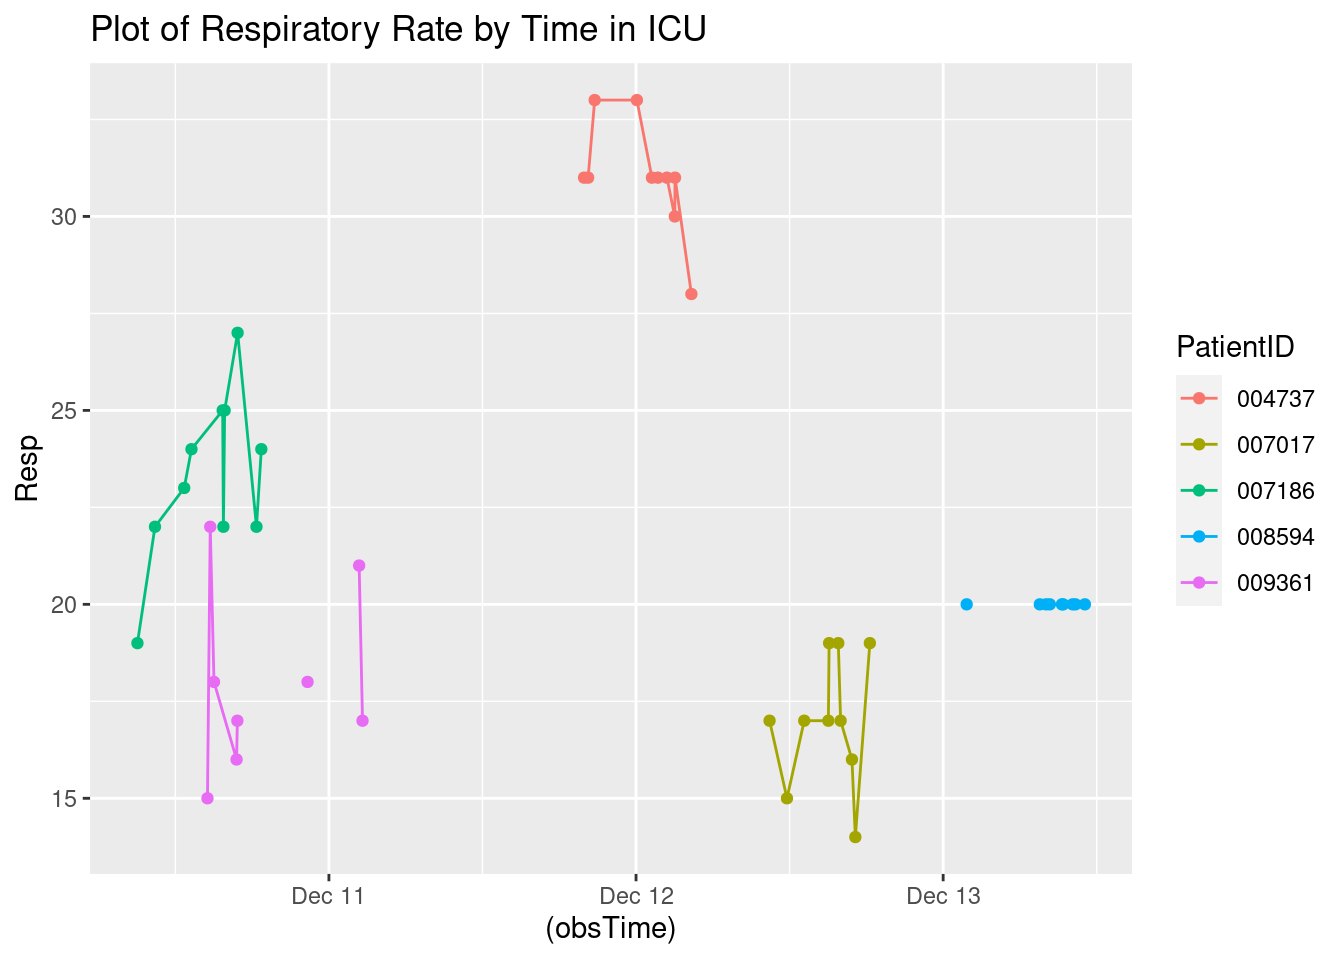 Plot of Respiratory Rate by Time in ICU
Resp
30
25
20
15
Dec 11
Dec 12
Dec 13
(obsTime)
PatientID
004737
007017
007186
008594
009361